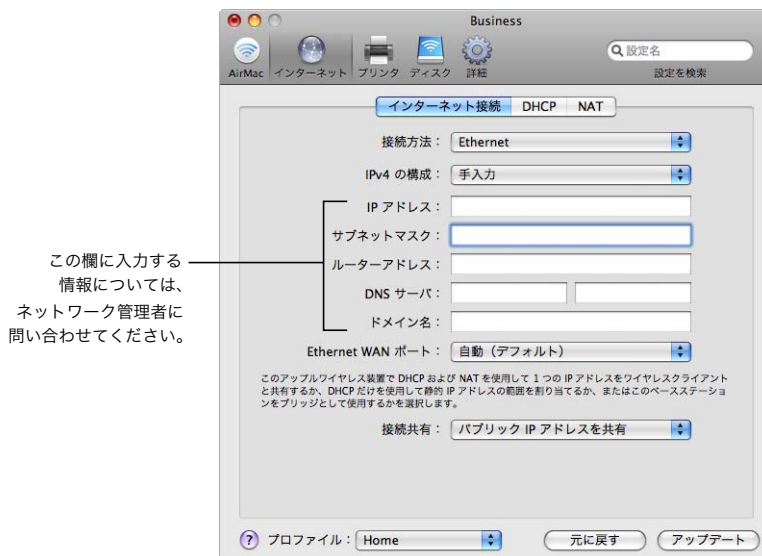 Business
設定名
AirMac インターネット プリンタ ディスク 詳細 設定を検索
インターネット接続 DHCP NAT
接続方法： Ethernet
IPv4 の構成： 手入力
IP アドレス：
サブネットマスク：
ルーターアドレス：
DNS サーバ：
ドメイン名：
この欄に入力する
情報については、
ネットワーク管理者に
問い合わせてください。
Ethernet WAN ポート： 自動（デフォルト）
このアップルワイヤレス装置で DHCP および NAT を使用して 1 つの IP アドレスをワイヤレスクライアント
と共有するか、DHCP だけを使用して静的 IP アドレスの範囲を割り当てるか、またはこのベースステーショ
ンをブリッジとして使用するかを選択します。
接続共有： パブリック IP アドレスを共有
? プロファイル： Home 元に戻す アップデート